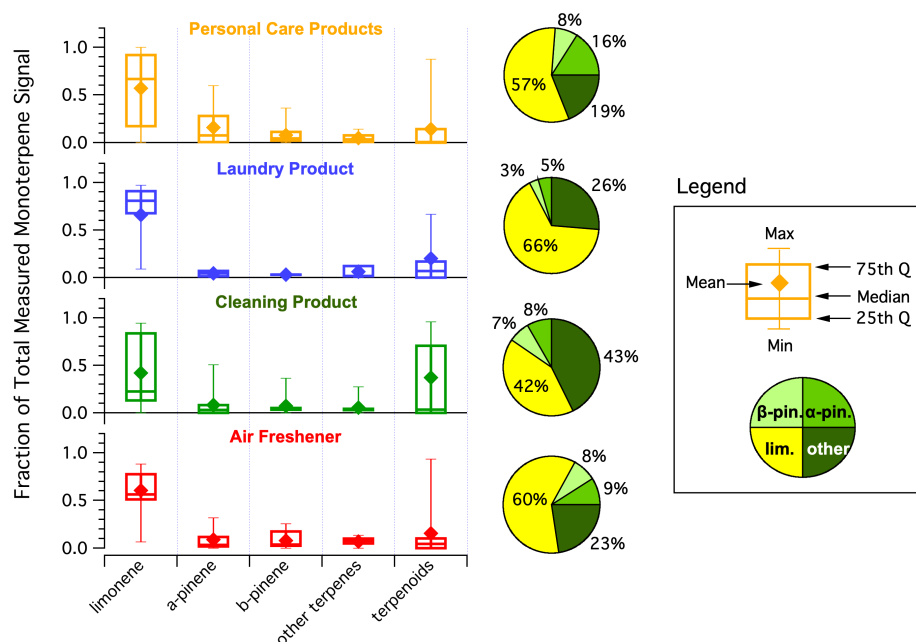 Fraction of Total Measured Monoterpene Signal
Personal Care Products
1.0
0.5
0.0
8%
16%
57%
19%
Laundry Product
1.0
0.5
0.0
3%
5%
26%
66%
Cleaning Product
1.0
0.5
0.0
7%
8%
43%
42%
Air Freshener
1.0
0.5
0.0
8%
9%
60%
23%
limonene
a-pinene
b-pinene
other terpenes
terpenoids
Legend
Max
75th Q
Mean
Median
25th Q
Min
β-pin.
α-pin.
lim.
other